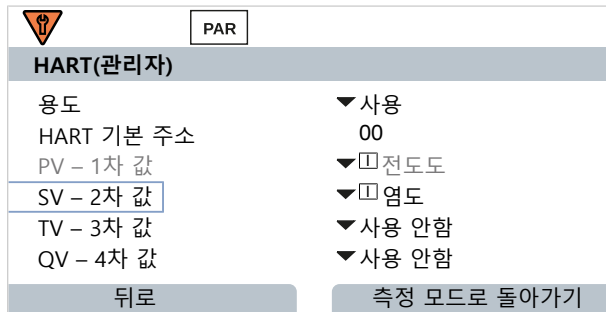 PAR
HART(관리자)
용도 ▼사용
HART 기본 주소 00
PV – 1차 값 ▼I 전도도
SV – 2차 값 ▼I 염도
TV – 3차 값 ▼사용 안함
QV – 4차 값 ▼사용 안함
뒤로 측정 모드로 돌아가기